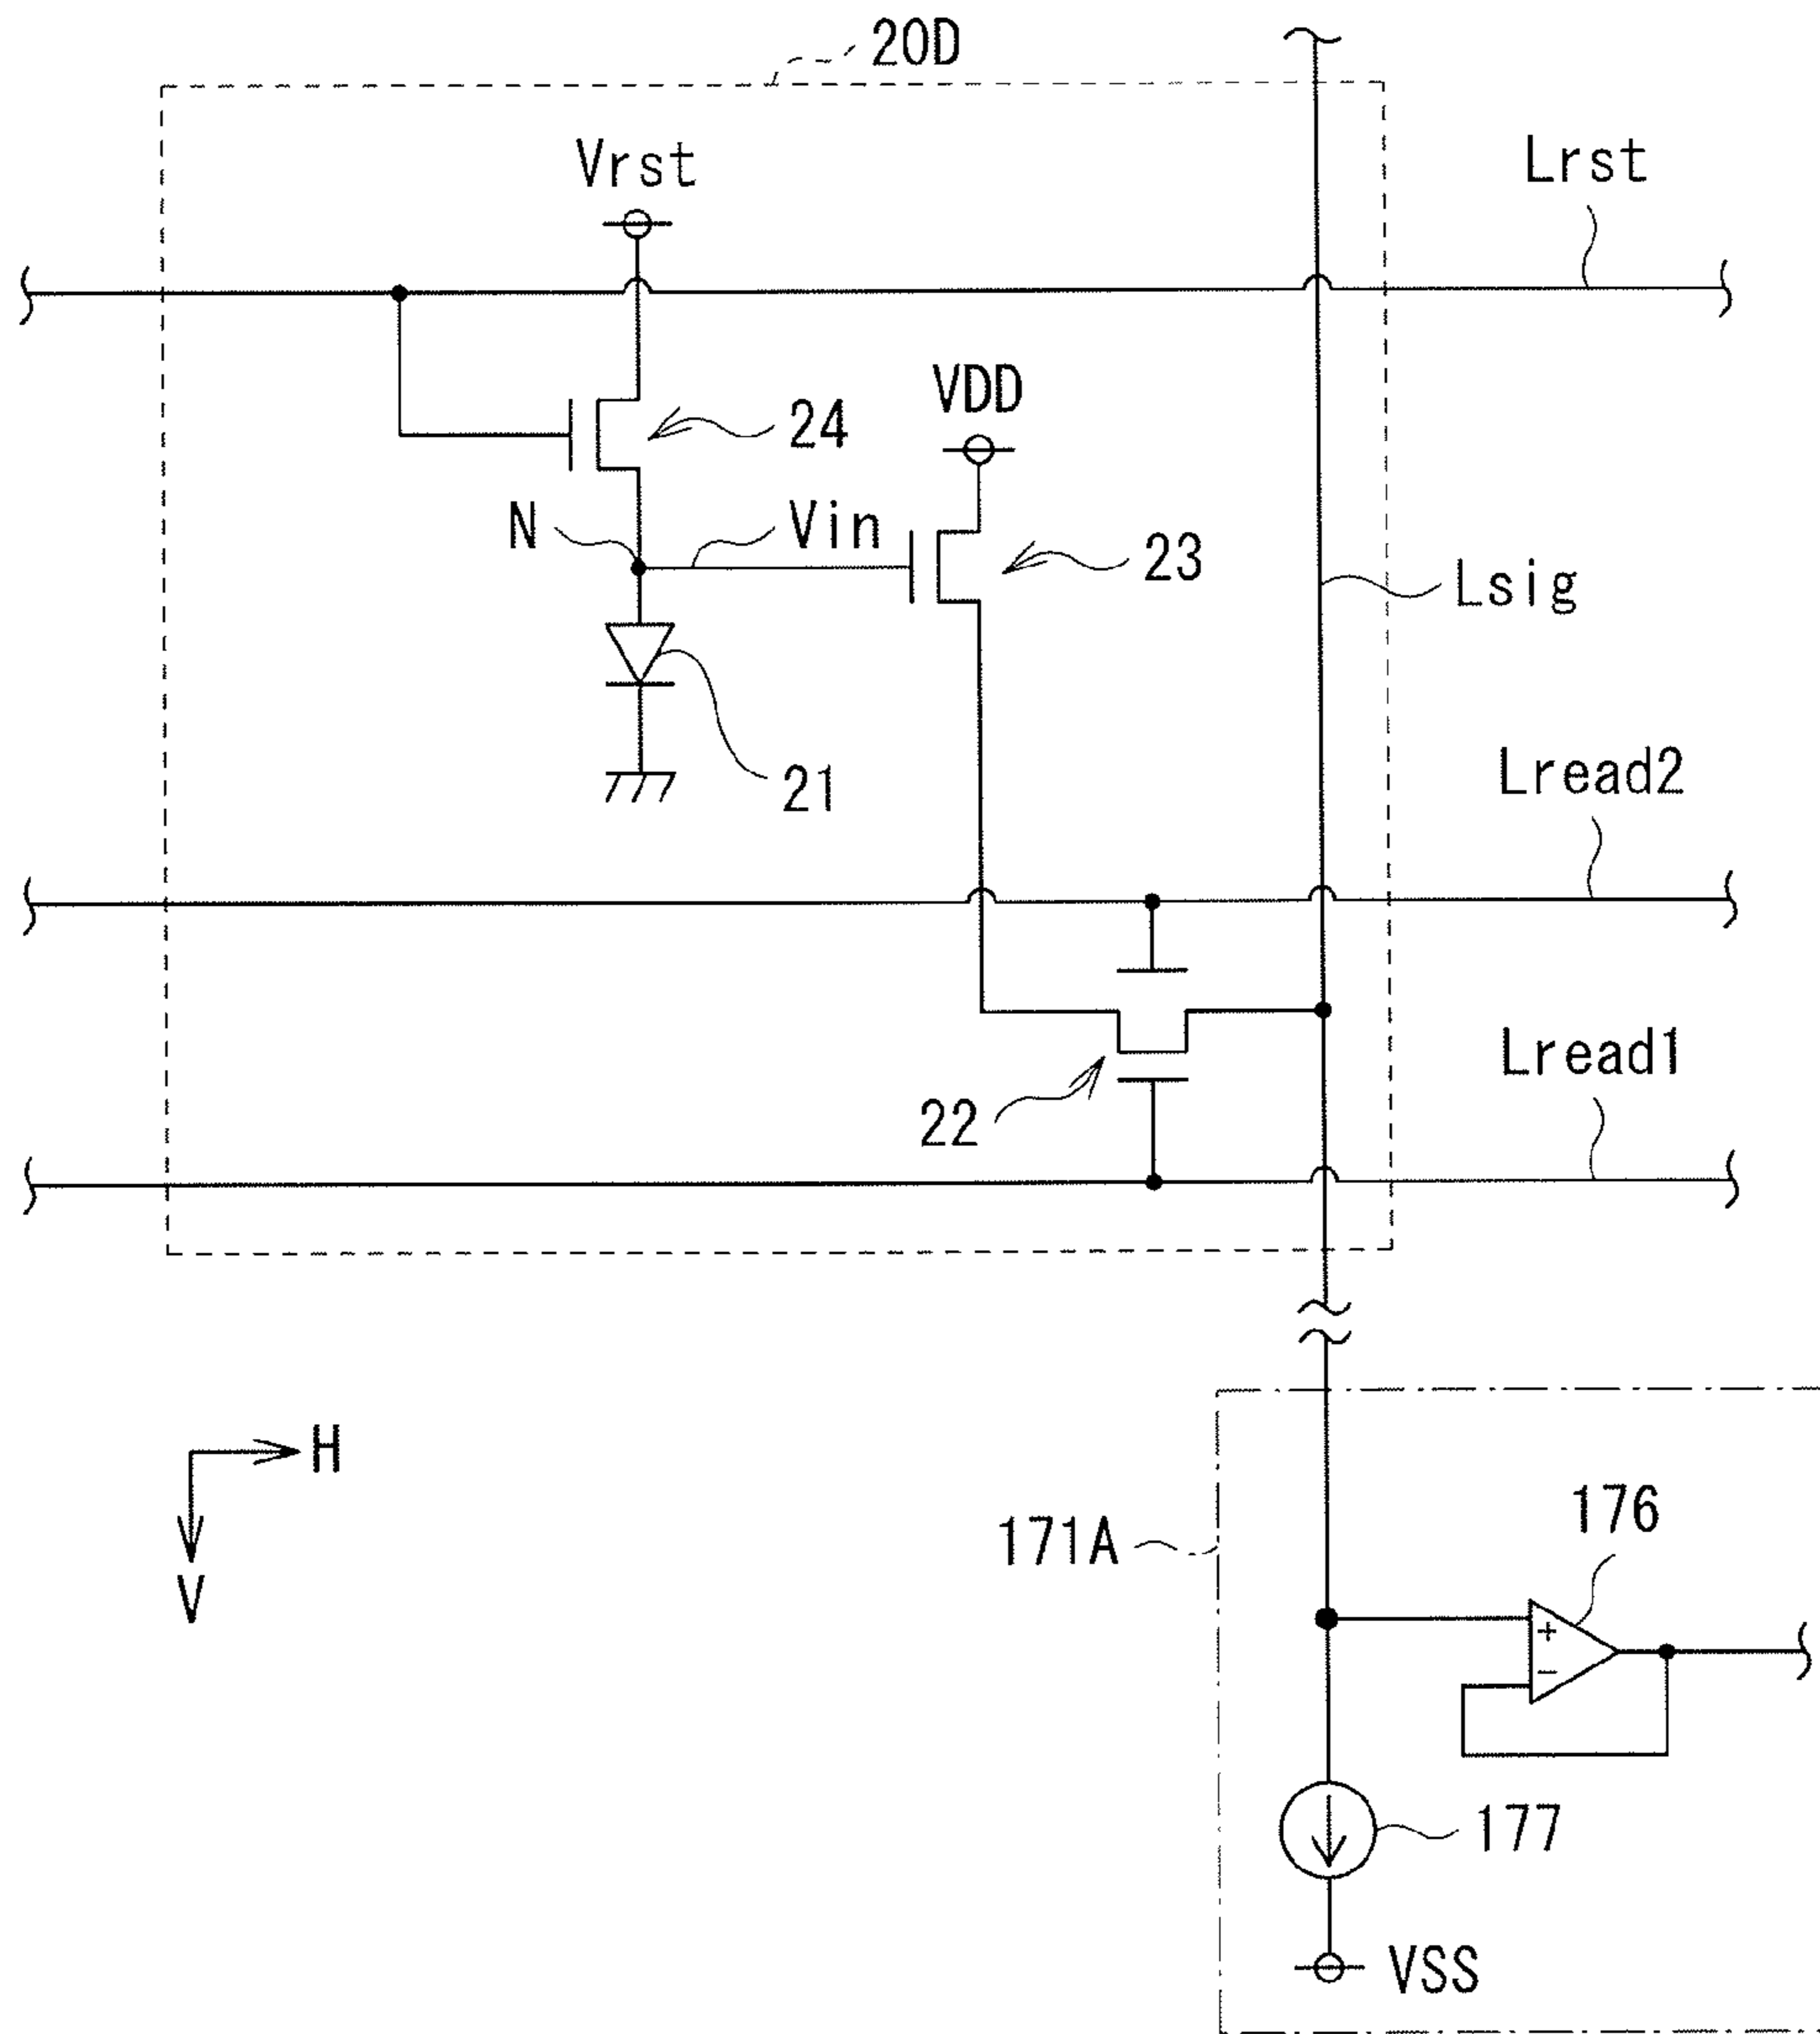 20D
Vrst
Lrst
VDD
24
N
Vin
23
Lsig
21
Lread2
Lread1
22
H
V
171A
176
+
−
177
VSS